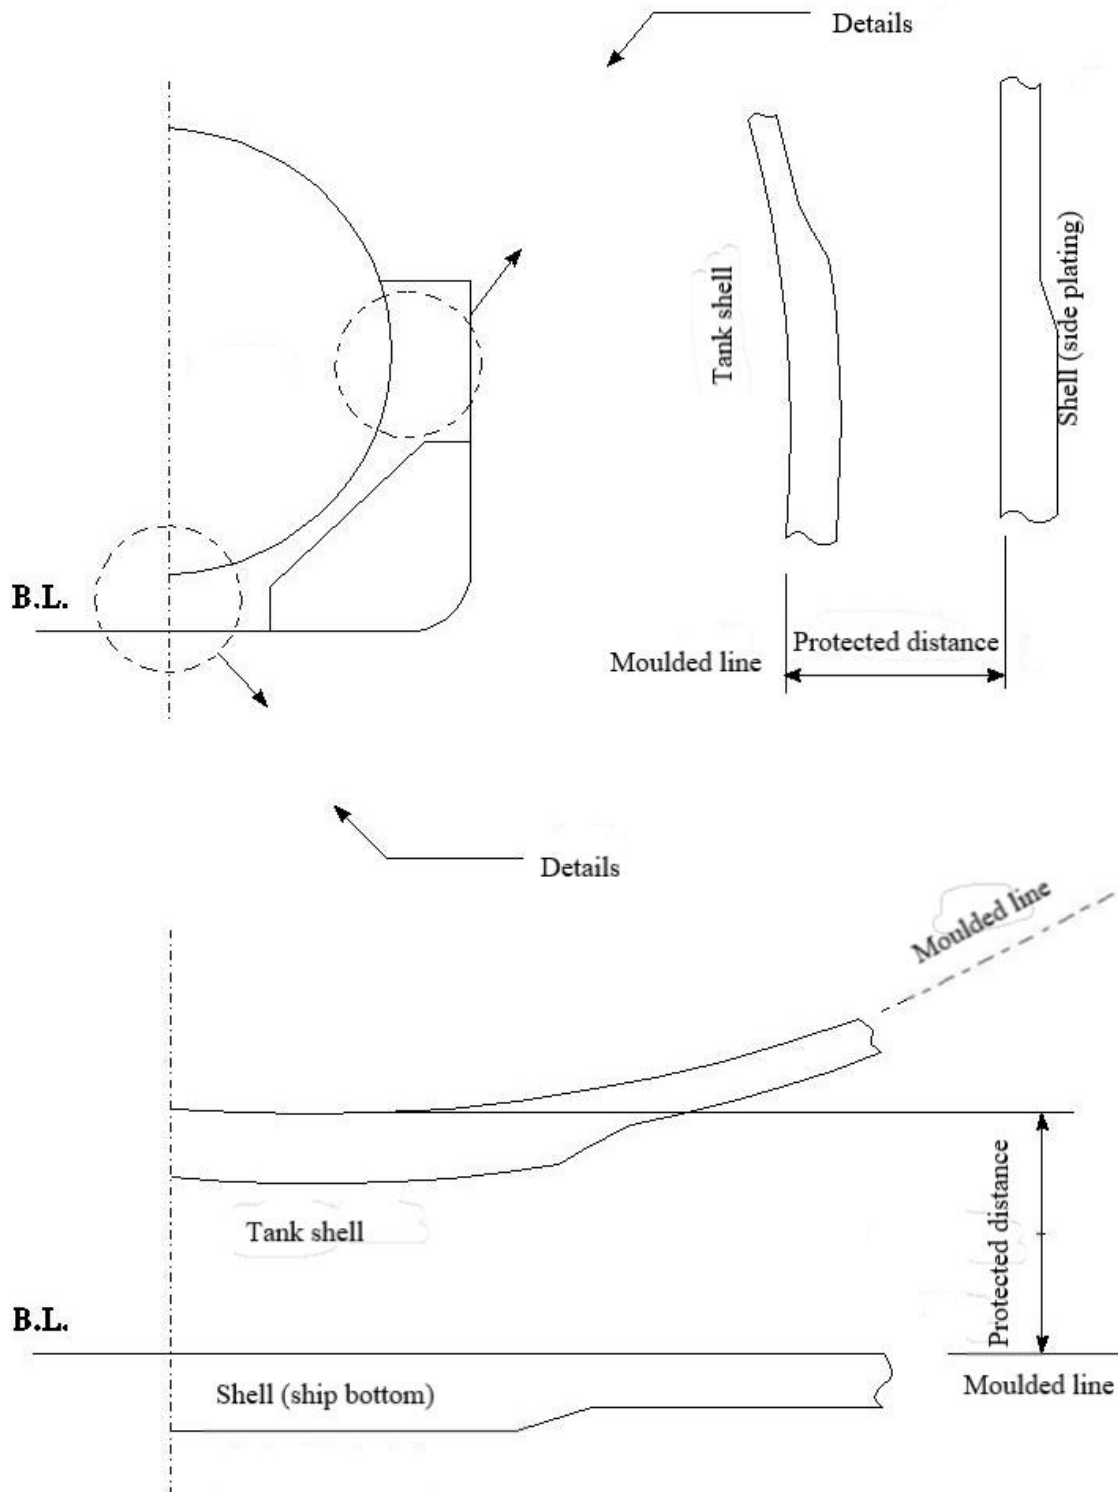 Details
Tank shell
Shell (side plating)
B.L.
Protected distance
Moulded line
Details
Moulded line
Tank shell
Protected distance
B.L.
Shell (ship bottom)
Moulded line